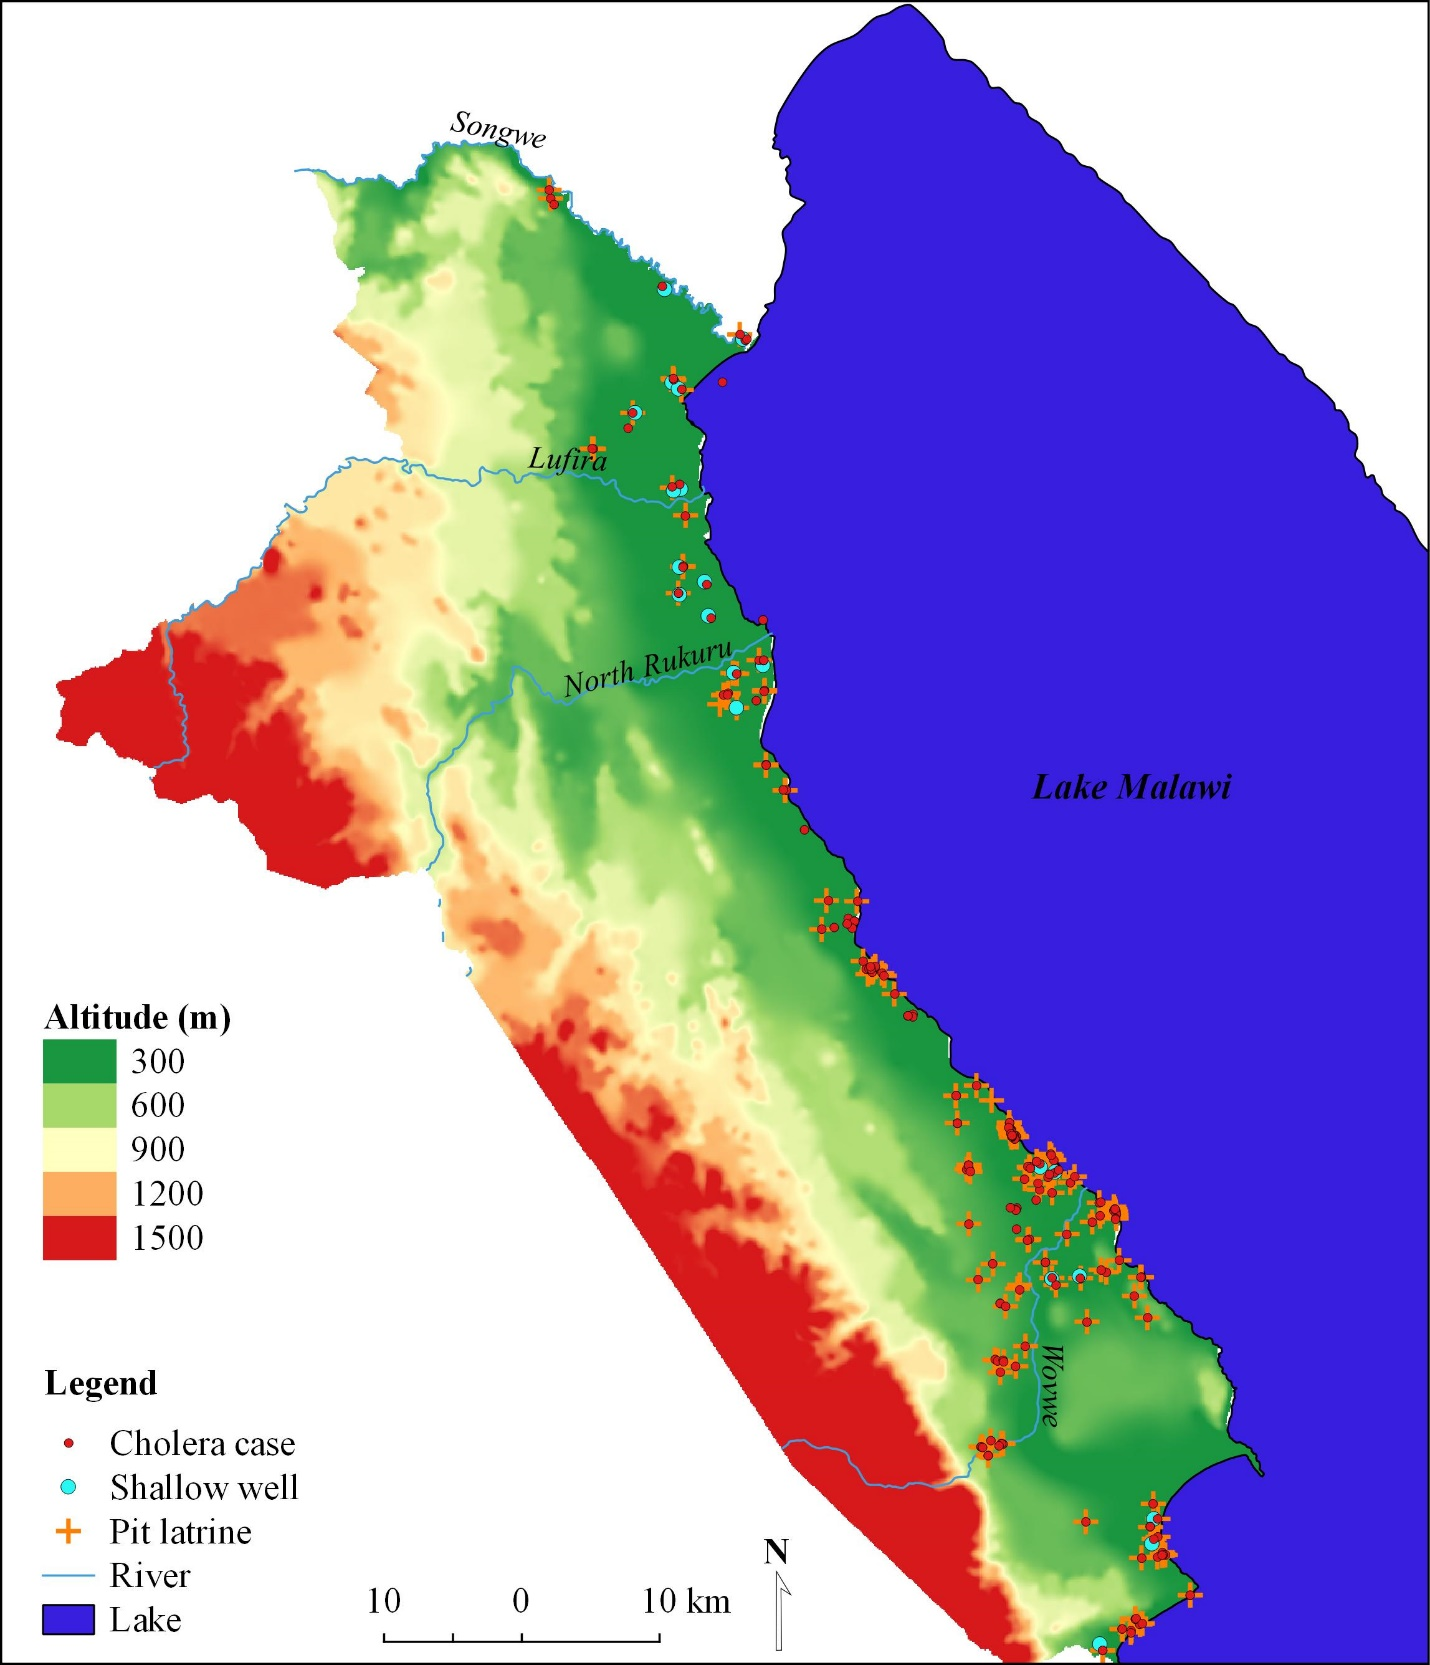 Songwe
Lufira
North Rukuru
Lake Malawi
Altitude (m)
300
600
900
1200
1500
Wovwe
Legend
Cholera case
Shallow well
Pit latrine
River
Lake
10 0 10 km
N